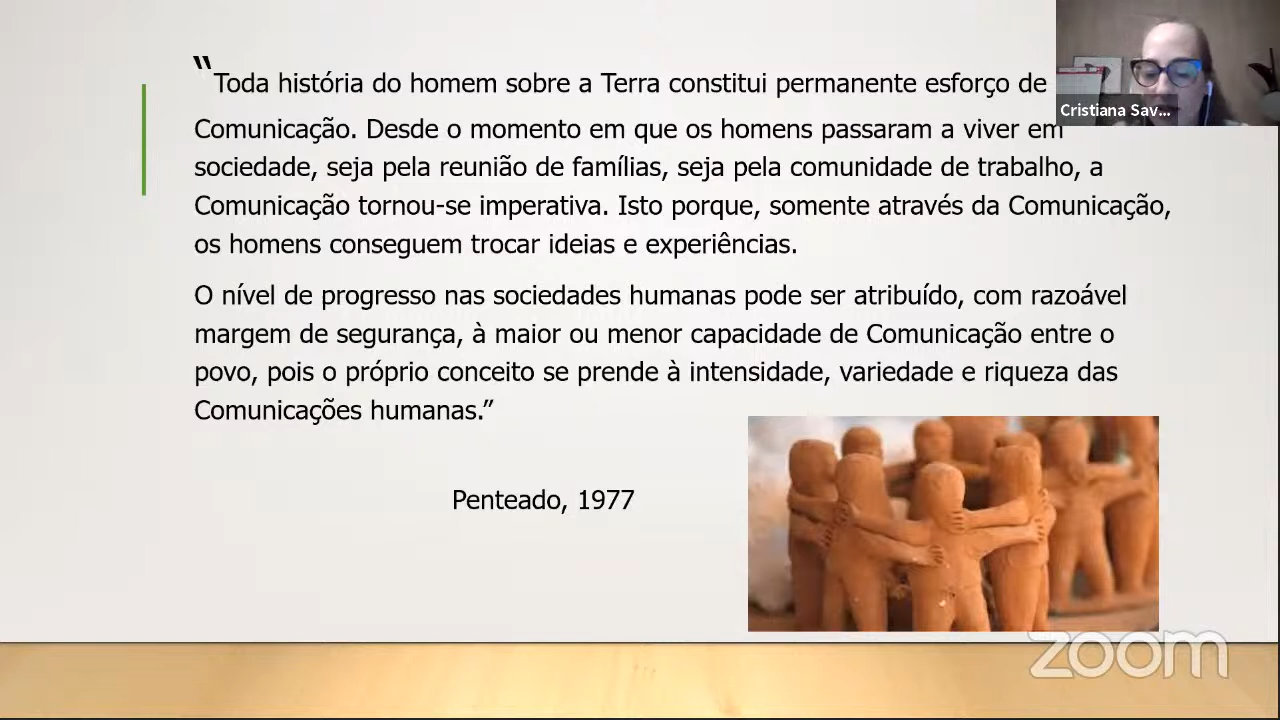 “Toda história do homem sobre a Terra constitui permanente esforço de
Comunicação. Desde o momento em que os homens passaram a viver em
sociedade, seja pela reunião de famílias, seja pela comunidade de trabalho, a
Comunicação tornou-se imperativa. Isto porque, somente através da Comunicação,
os homens conseguem trocar ideias e experiências.
O nível de progresso nas sociedades humanas pode ser atribuído, com razoável
margem de segurança, à maior ou menor capacidade de Comunicação entre o
povo, pois o próprio conceito se prende à intensidade, variedade e riqueza das
Comunicações humanas.”
Penteado, 1977
Cristiana Sav...
zoom